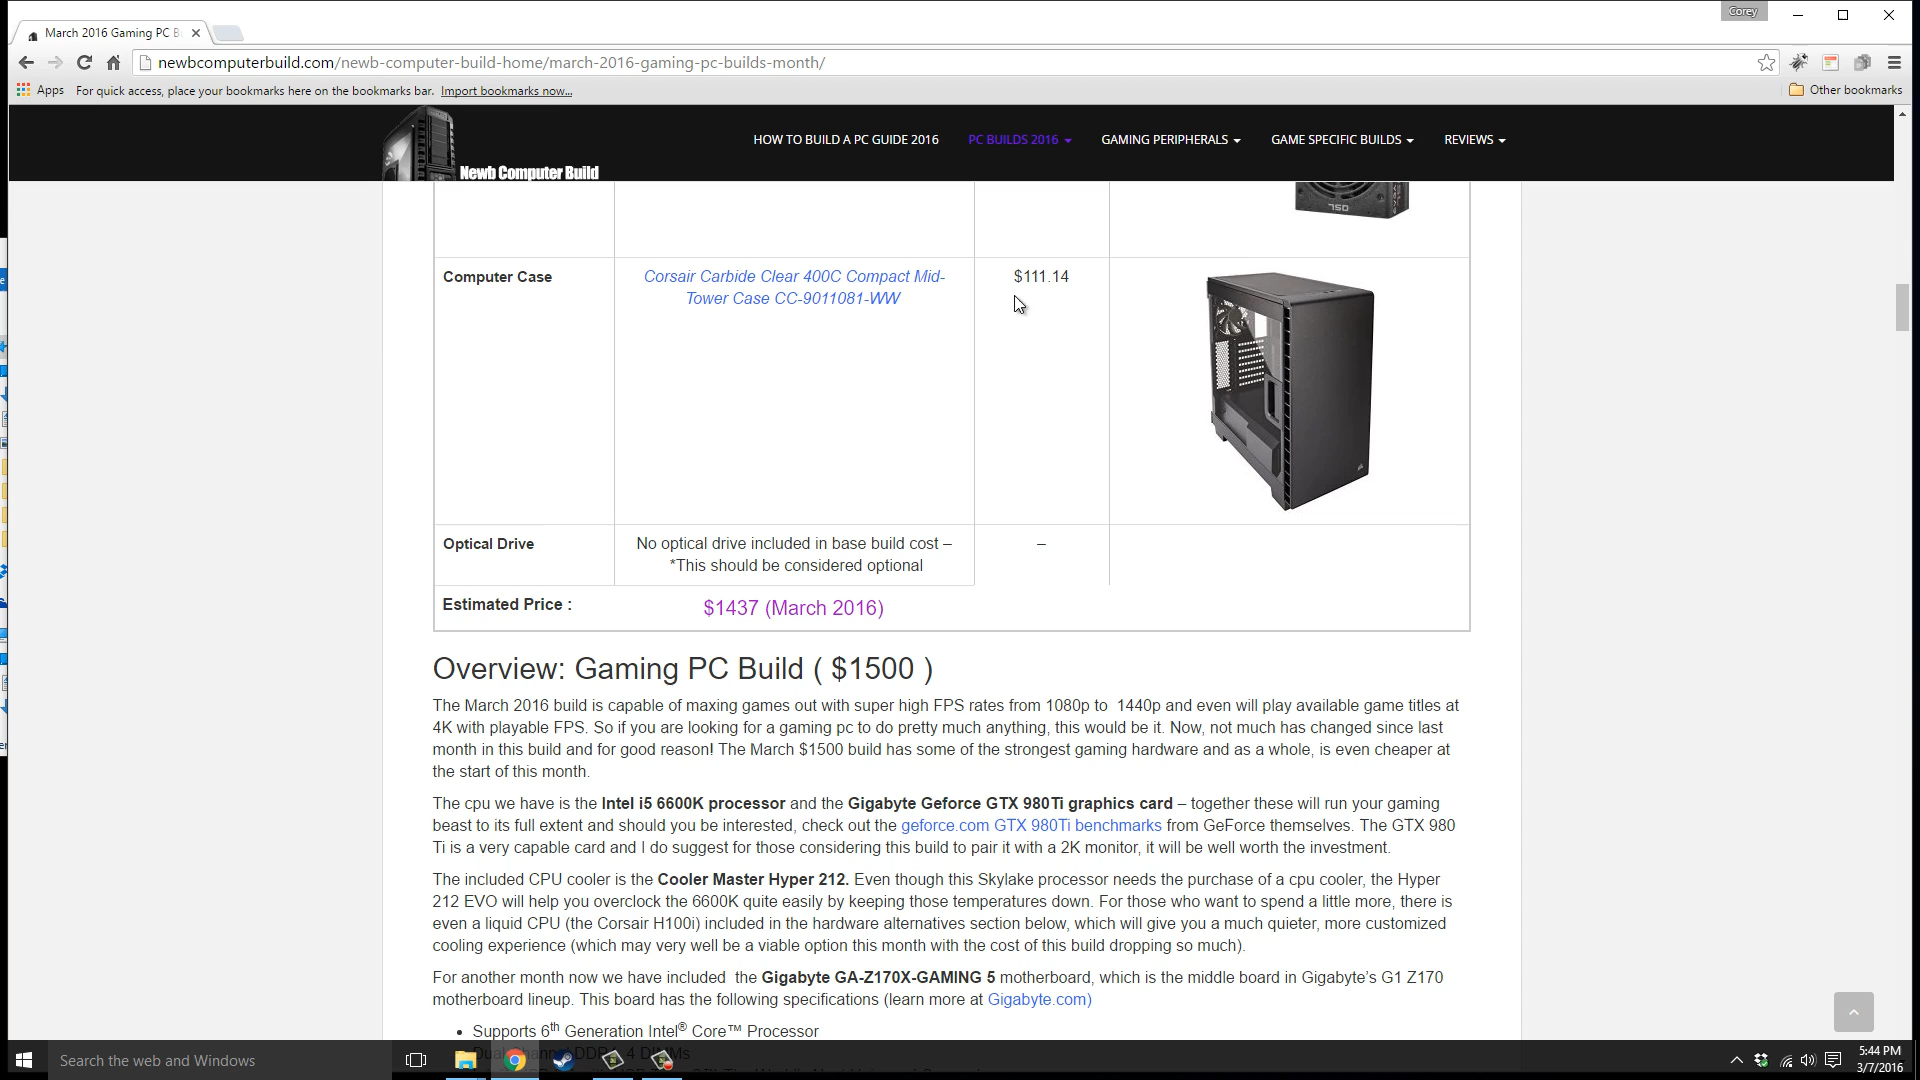 Corey
March 2016 Gaming PC B
newbcomputerbuild.com/newb-computer-build-home/march-2016-gaming-pc-builds-month/
Apps For quick access, place your bookmarks here on the bookmarks bar. Import bookmarks now... Other bookmarks
Newb Computer Build
HOW TO BUILD A PC GUIDE 2016 PC BUILDS 2016 GAMING PERIPHERALS GAME SPECIFIC BUILDS REVIEWS
750
Computer Case
Corsair Carbide Clear 400C Compact Mid-
Tower Case CC-9011081-WW
$111.14
Optical Drive
No optical drive included in base build cost –
*This should be considered optional
–
Estimated Price :
$1437 (March 2016)
Overview: Gaming PC Build ( $1500 )
The March 2016 build is capable of maxing games out with super high FPS rates from 1080p to 1440p and even will play available game titles at
4K with playable FPS. So if you are looking for a gaming pc to do pretty much anything, this would be it. Now, not much has changed since last
month in this build and for good reason! The March $1500 build has some of the strongest gaming hardware and as a whole, is even cheaper at
the start of this month.
The cpu we have is the Intel i5 6600K processor and the Gigabyte Geforce GTX 980Ti graphics card – together these will run your gaming
beast to its full extent and should you be interested, check out the geforce.com GTX 980Ti benchmarks from GeForce themselves. The GTX 980
Ti is a very capable card and I do suggest for those considering this build to pair it with a 2K monitor, it will be well worth the investment.
The included CPU cooler is the Cooler Master Hyper 212. Even though this Skylake processor needs the purchase of a cpu cooler, the Hyper
212 EVO will help you overclock the 6600K quite easily by keeping those temperatures down. For those who want to spend a little more, there is
even a liquid CPU (the Corsair H100i) included in the hardware alternatives section below, which will give you a much quieter, more customized
cooling experience (which may very well be a viable option this month with the cost of this build dropping so much).
For another month now we have included the Gigabyte GA-Z170X-GAMING 5 motherboard, which is the middle board in Gigabyte's G1 Z170
motherboard lineup. This board has the following specifications (learn more at Gigabyte.com)
• Supports 6th Generation Intel® Core™ Processor
Search the web and Windows
5:44 PM
3/7/2016